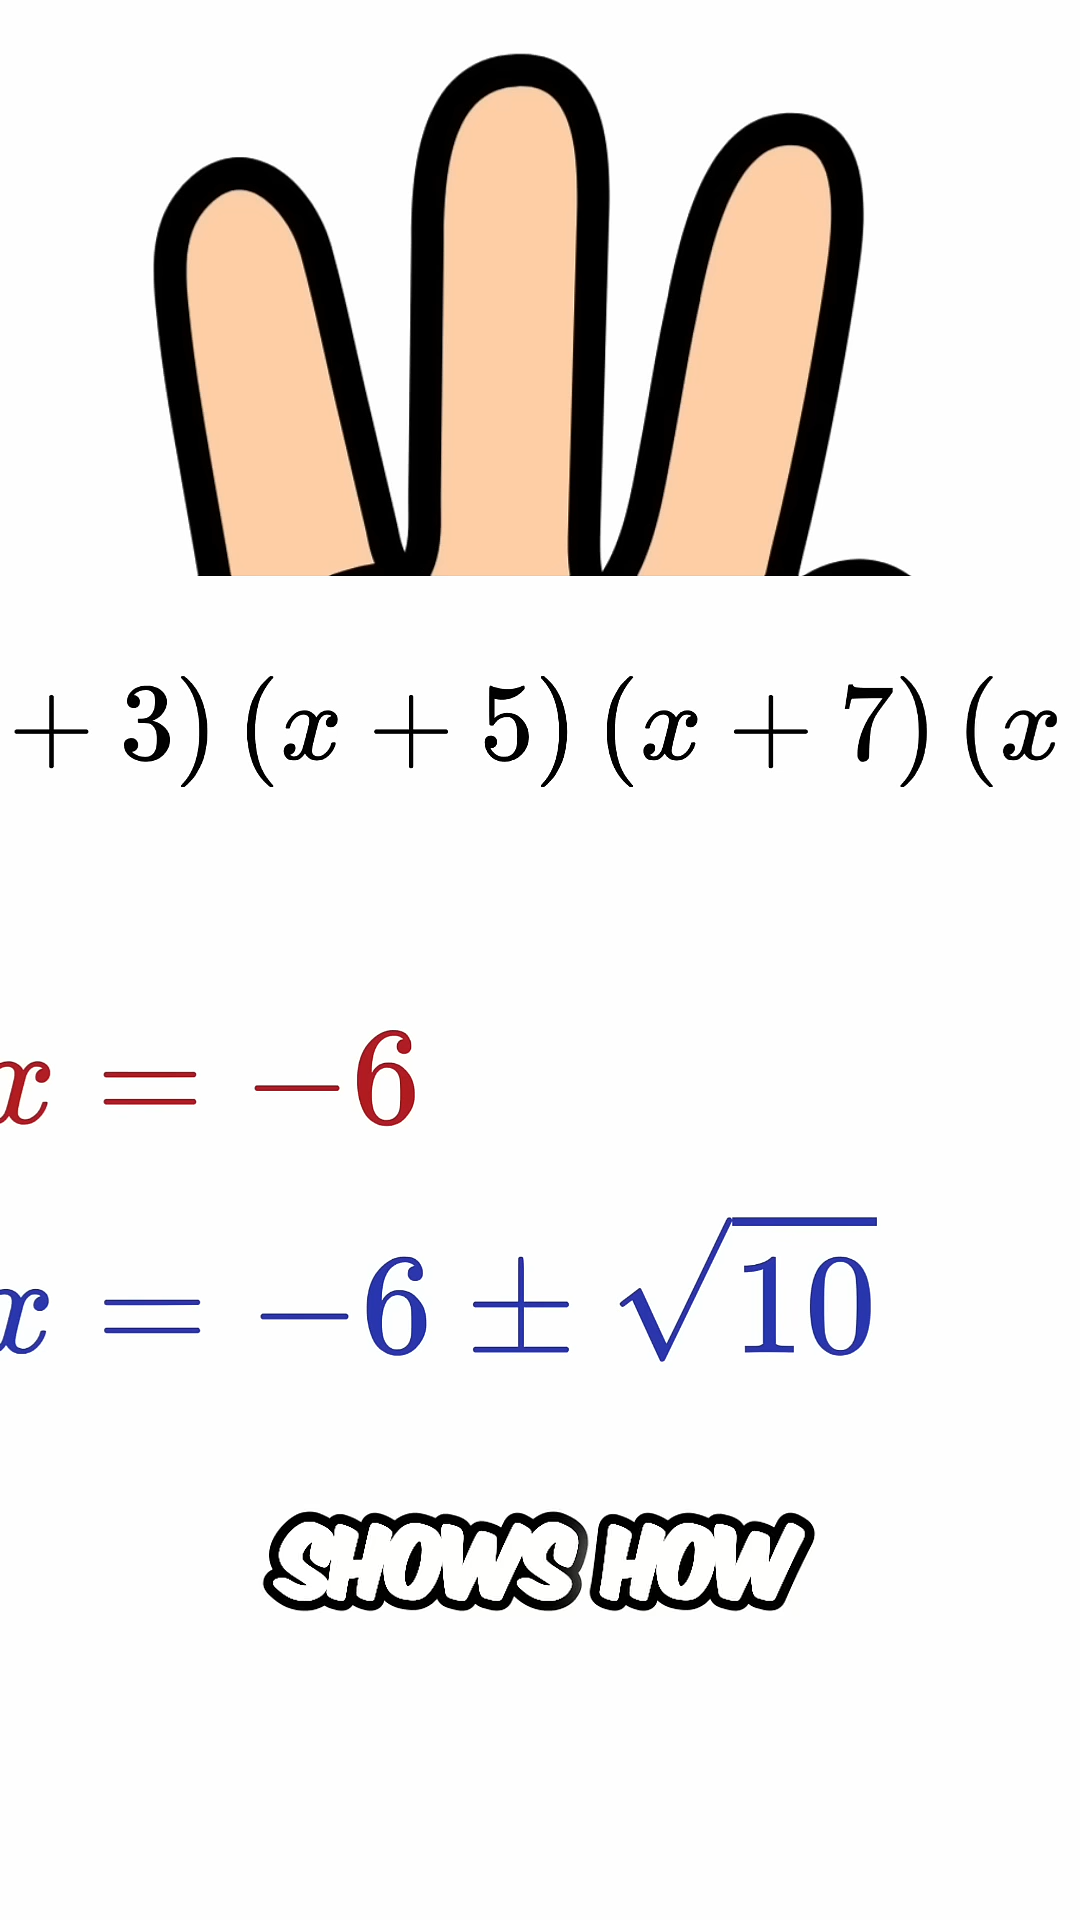 + 3) (x + 5) (x + 7) (x
x = −6
x = −6 ± √10
SHOWS HOW